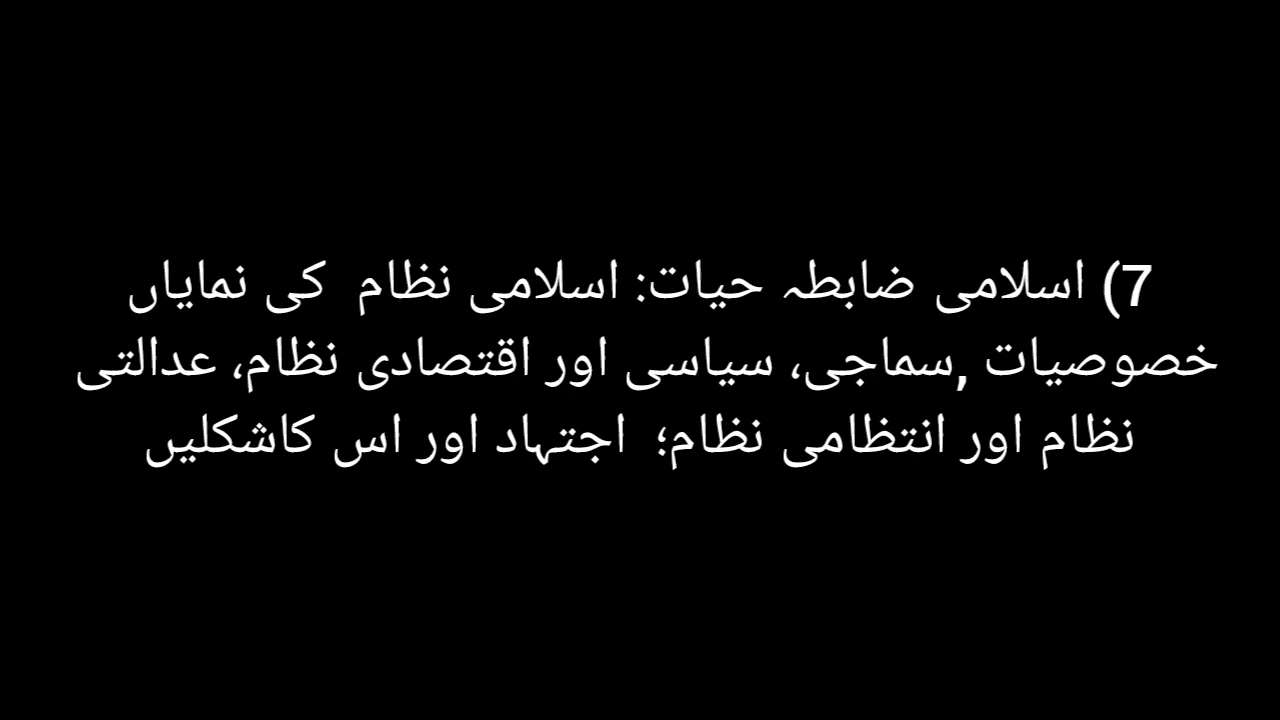 7) اسلامی ضابطہ حیات: اسلامی نظام  کی نمایاں
خصوصیات ,سماجی، سیاسی اور اقتصادی نظام، عدالتی
نظام اور انتظامی نظام؛  اجتہاد اور اس کاشکلیں